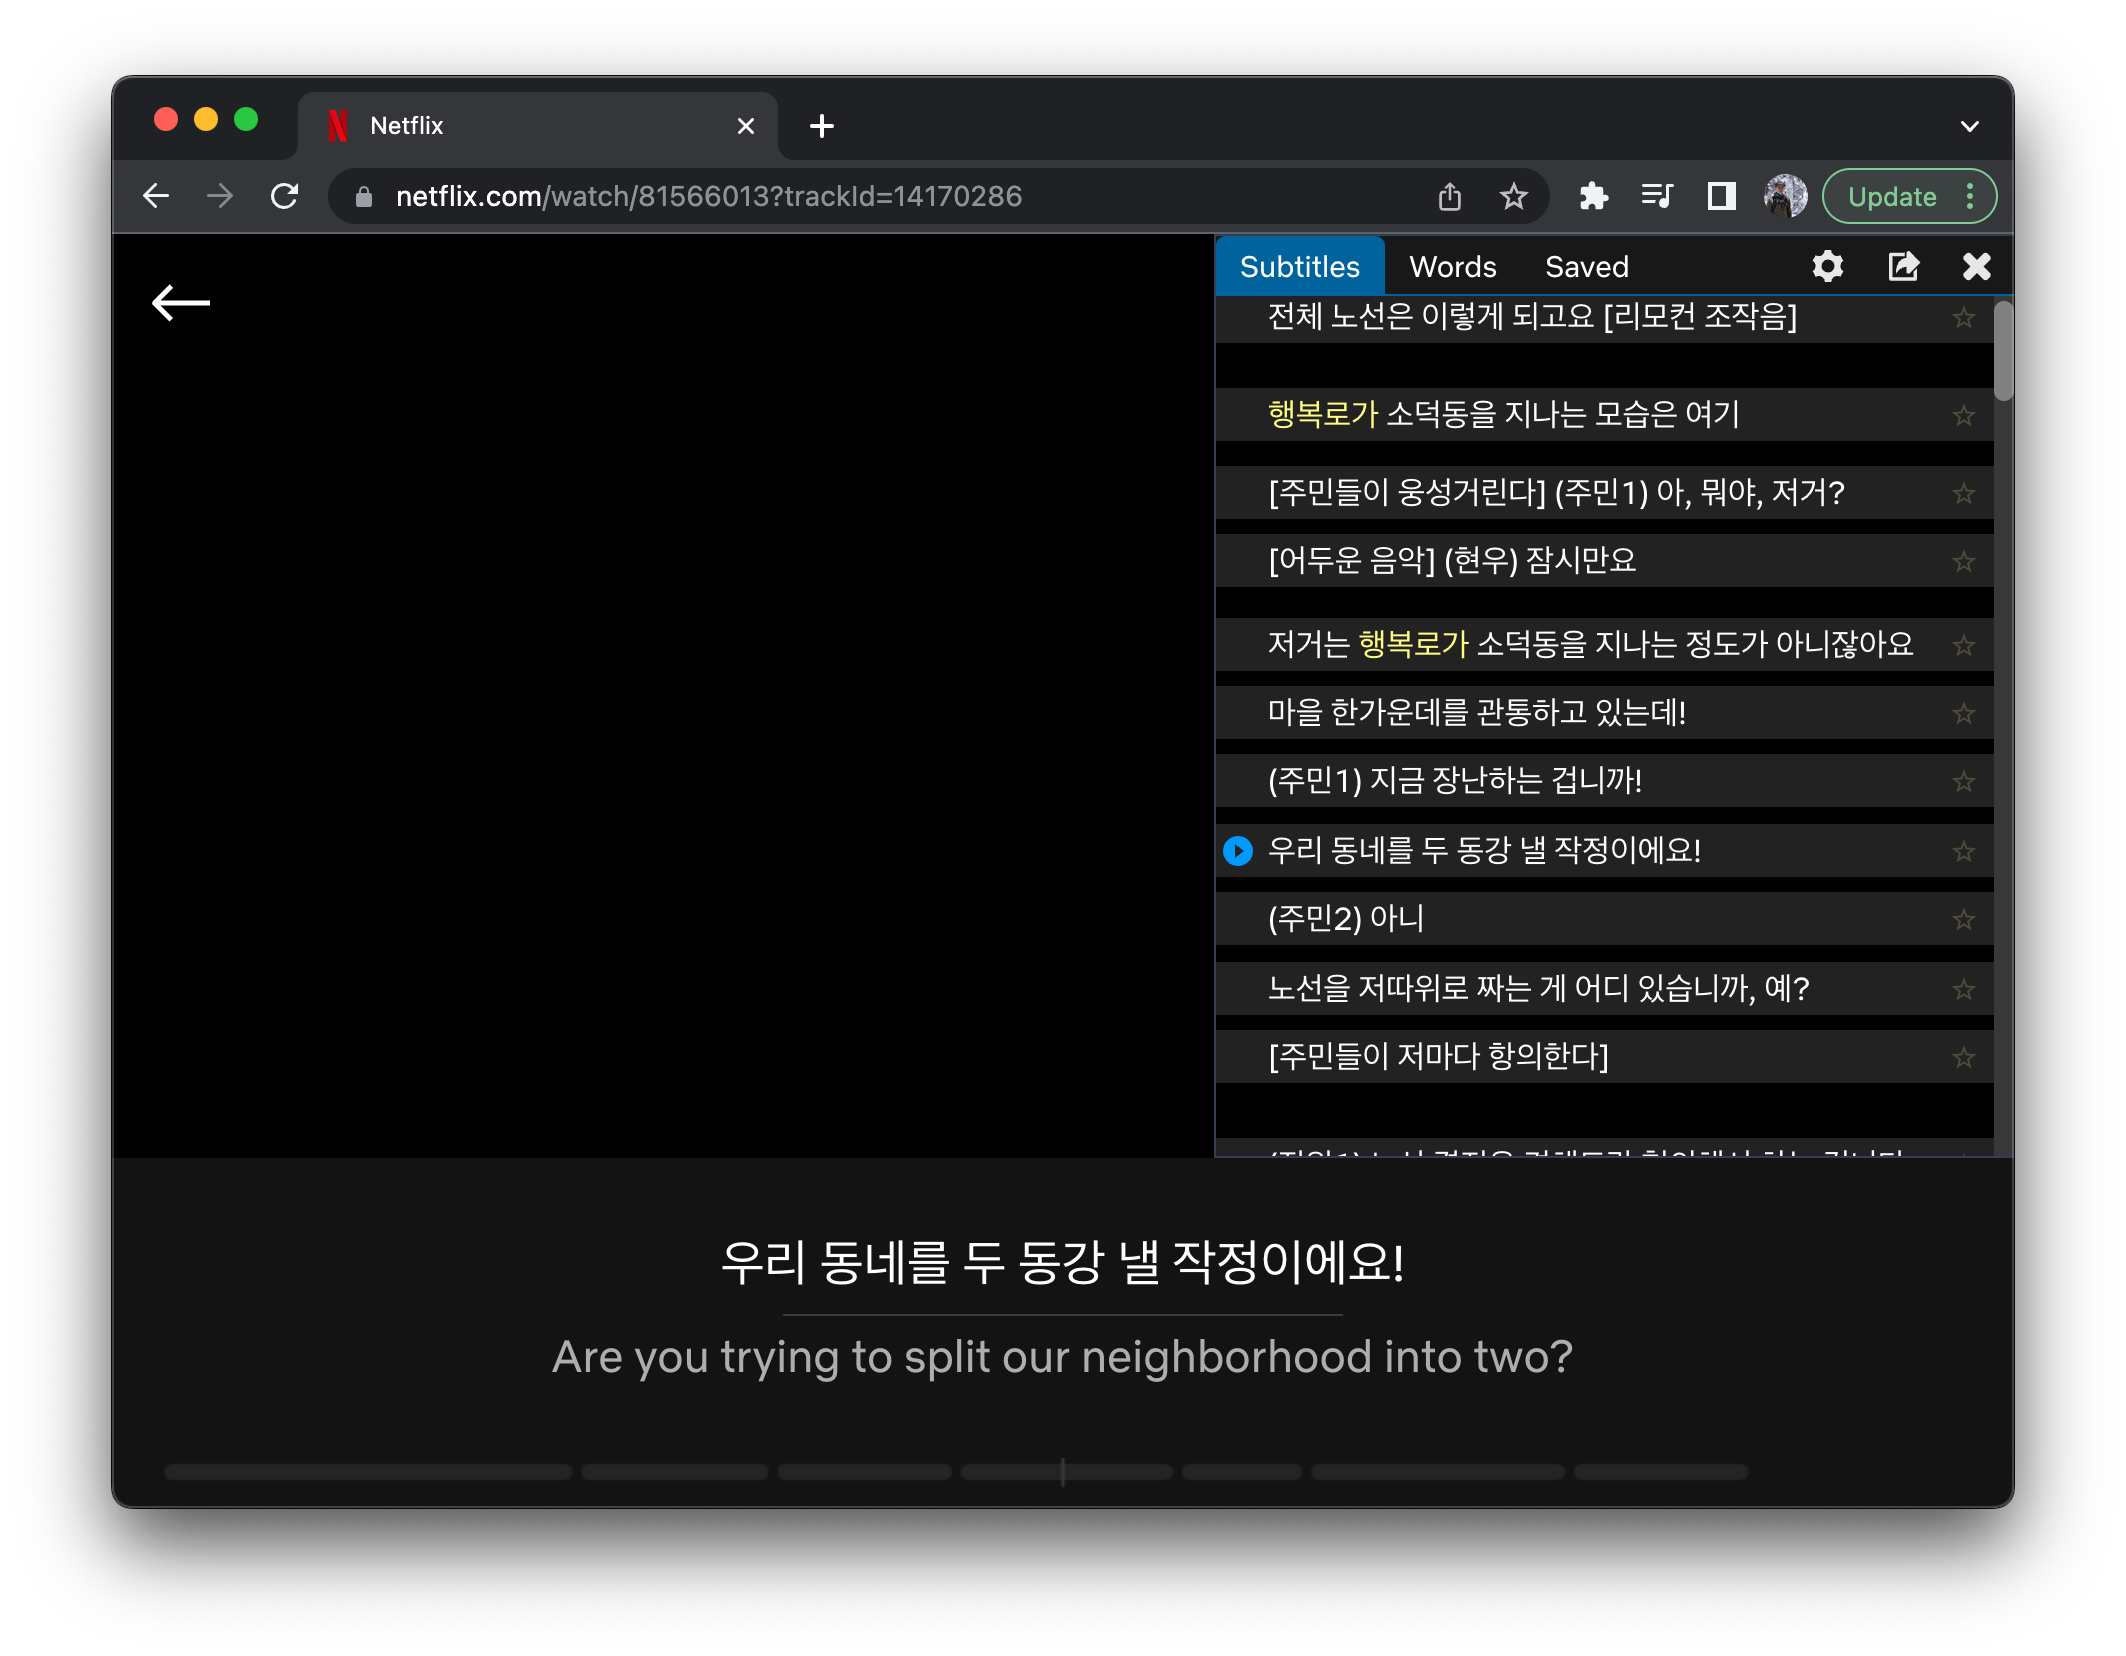 Netflix
netflix.com/watch/81566013?trackId=14170286
Update
Subtitles Words Saved
전체 노선은 이렇게 되고요 [리모컨 조작음]
행복로가 소덕동을 지나는 모습은 여기
[주민들이 웅성거린다] (주민1) 아, 뭐야, 저거?
[어두운 음악] (현우) 잠시만요
저거는 행복로가 소덕동을 지나는 정도가 아니잖아요
마을 한가운데를 관통하고 있는데!
(주민1) 지금 장난하는 겁니까!
우리 동네를 두 동강 낼 작정이에요!
(주민2) 아니
노선을 저따위로 짜는 게 어디 있습니까, 예?
[주민들이 저마다 항의한다]
우리 동네를 두 동강 낼 작정이에요!
Are you trying to split our neighborhood into two?